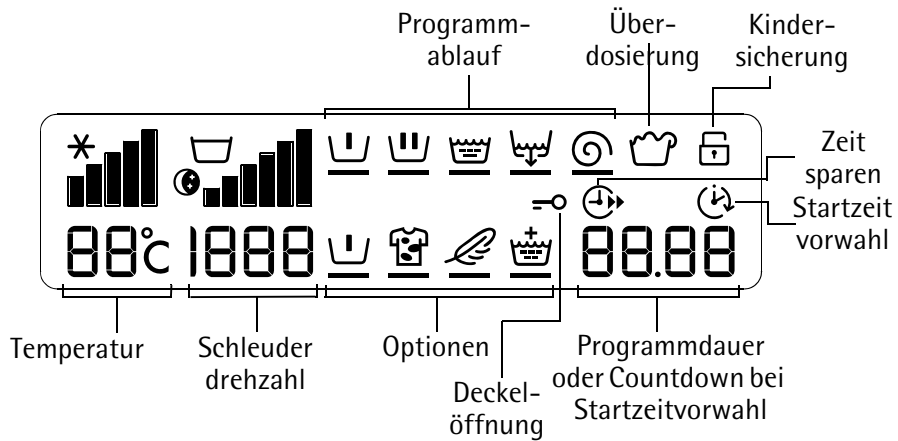 Programm-
ablauf
Über-
dosierung
Kinder-
sicherung
Zeit
sparen
Startzeit
vorwahl
88°C
1888
88.88
Temperatur
Schleuder
drehzahl
Optionen
Deckel-
öffnung
Programmdauer
oder Countdown bei
Startzeitvorwahl